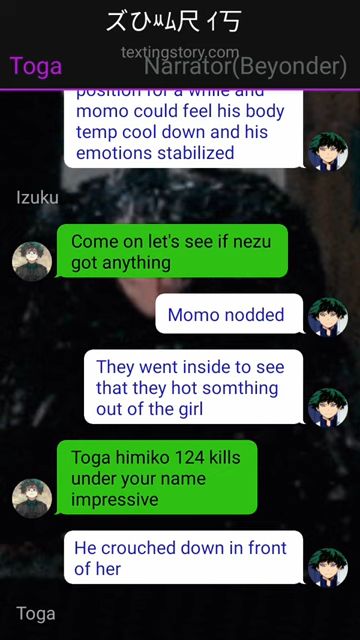 ズひﾶﾑ尺 ｲ丂
textingstory.com
Toga
Narrator(Beyonder)
position for a while and
momo could feel his body
temp cool down and his
emotions stabilized
Izuku
Come on let's see if nezu
got anything
Momo nodded
They went inside to see
that they hot somthing
out of the girl
Toga himiko 124 kills
under your name
impressive
He crouched down in front
of her
Toga